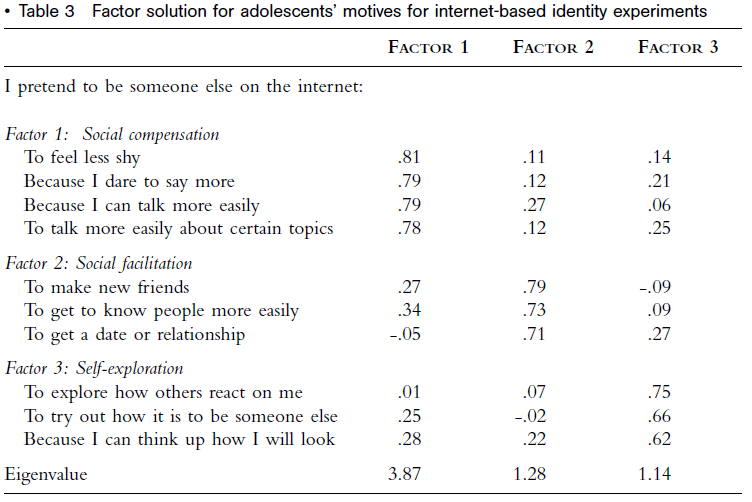 • Table 3 Factor solution for adolescents' motives for internet-based identity experiments
FACTOR 1 FACTOR 2 FACTOR 3
I pretend to be someone else on the internet:
Factor 1: Social compensation
To feel less shy .81 .11 .14
Because I dare to say more .79 .12 .21
Because I can talk more easily .79 .27 .06
To talk more easily about certain topics .78 .12 .25
Factor 2: Social facilitation
To make new friends .27 .79 -.09
To get to know people more easily .34 .73 .09
To get a date or relationship -.05 .71 .27
Factor 3: Self-exploration
To explore how others react on me .01 .07 .75
To try out how it is to be someone else .25 -.02 .66
Because I can think up how I will look .28 .22 .62
Eigenvalue 3.87 1.28 1.14